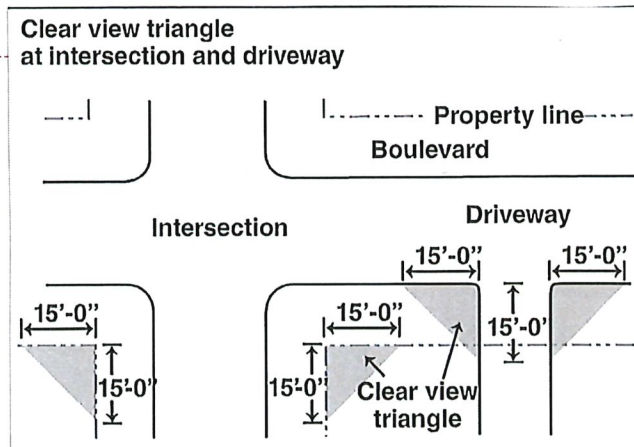 Clear view triangle
at intersection and driveway
Property line
Boulevard
Driveway
Intersection
15'-0”
15'-0”
15'-0”
15'-0”
15'-0'
15'-0”
15'-0”
Clear view
triangle